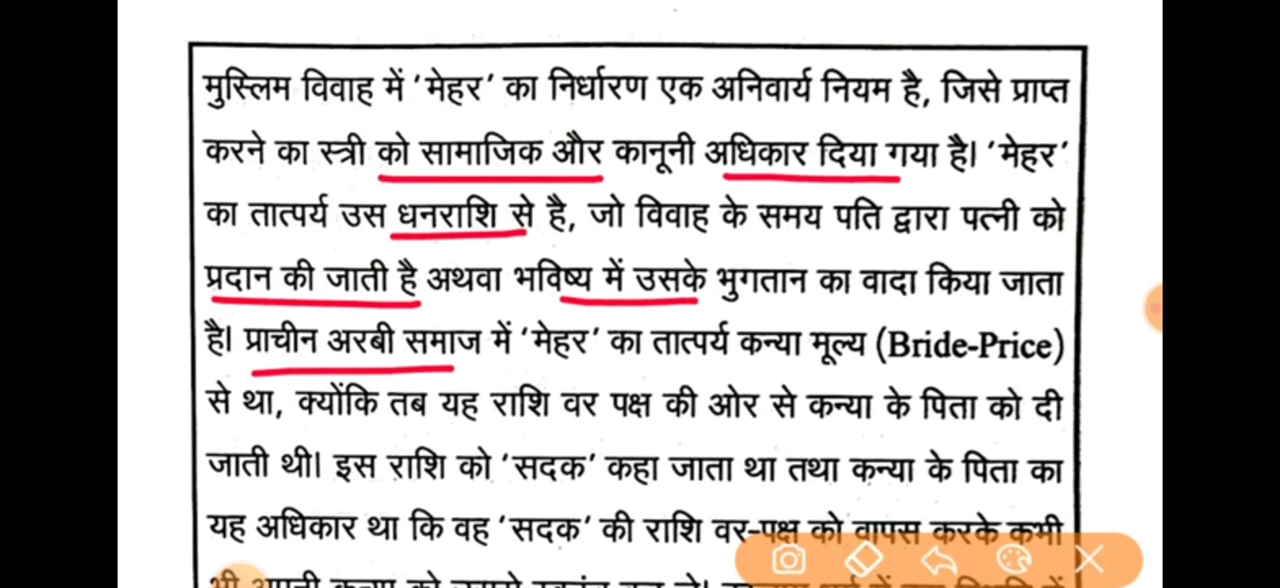 मुस्लिम विवाह में 'मेहर' का निर्धारण एक अनिवार्य नियम है, जिसे प्राप्त
करने का स्त्री को सामाजिक और कानूनी अधिकार दिया गया है। 'मेहर'
का तात्पर्य उस धनराशि से है, जो विवाह के समय पति द्वारा पत्नी को
प्रदान की जाती है अथवा भविष्य में उसके भुगतान का वादा किया जाता
है। प्राचीन अरबी समाज में 'मेहर' का तात्पर्य कन्या मूल्य (Bride-Price)
से था, क्योंकि तब यह राशि वर पक्ष की ओर से कन्या के पिता को दी
जाती थी। इस राशि को 'सदक' कहा जाता था तथा कन्या के पिता का
यह अधिकार था कि वह 'सदक' की राशि वर-पक्ष को वापस करके कभी